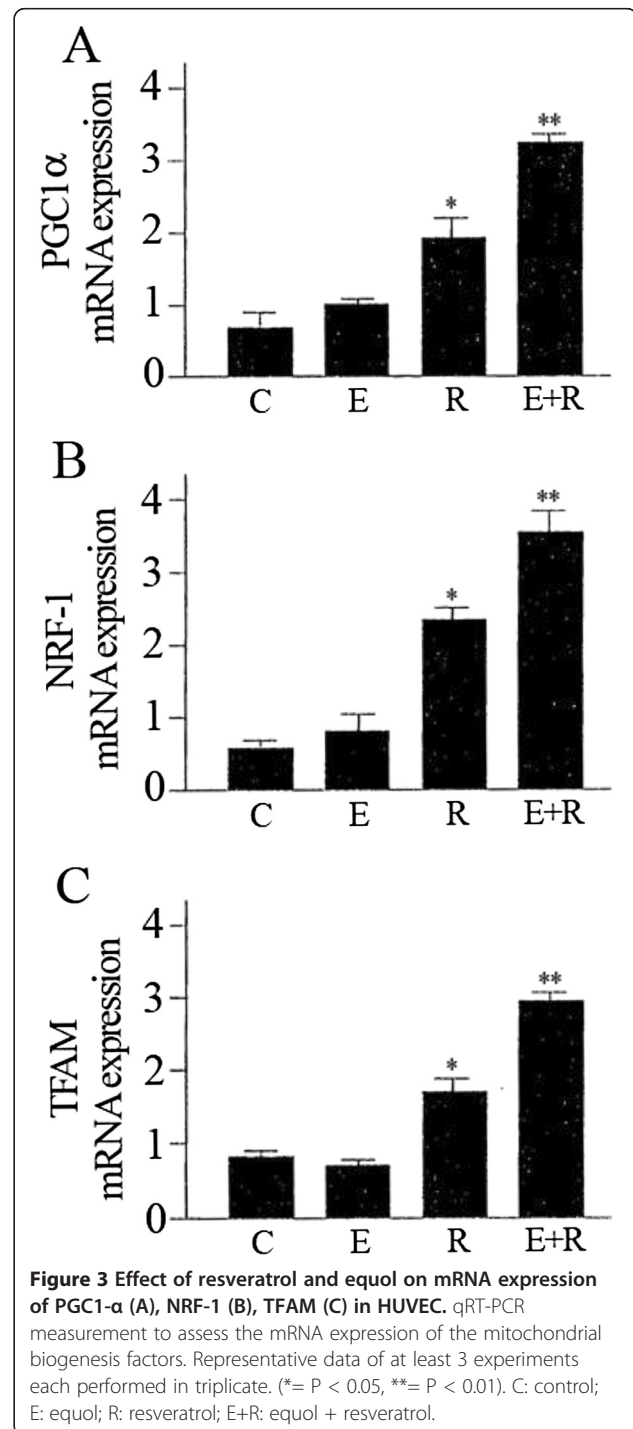 A
PGC1α
mRNA expression
4
3
2
1
0
*
**
C E R E+R
B
NRF-1
mRNA expression
4
3
2
1
0
*
**
C E R E+R
C
TFAM
mRNA expression
4
3
2
1
0
*
**
C E R E+R
Figure 3 Effect of resveratrol and equol on mRNA expression
of PGC1-α (A), NRF-1 (B), TFAM (C) in HUVEC. qRT-PCR
measurement to assess the mRNA expression of the mitochondrial
biogenesis factors. Representative data of at least 3 experiments
each performed in triplicate. (*= P < 0.05, **= P < 0.01). C: control;
E: equol; R: resveratrol; E+R: equol + resveratrol.